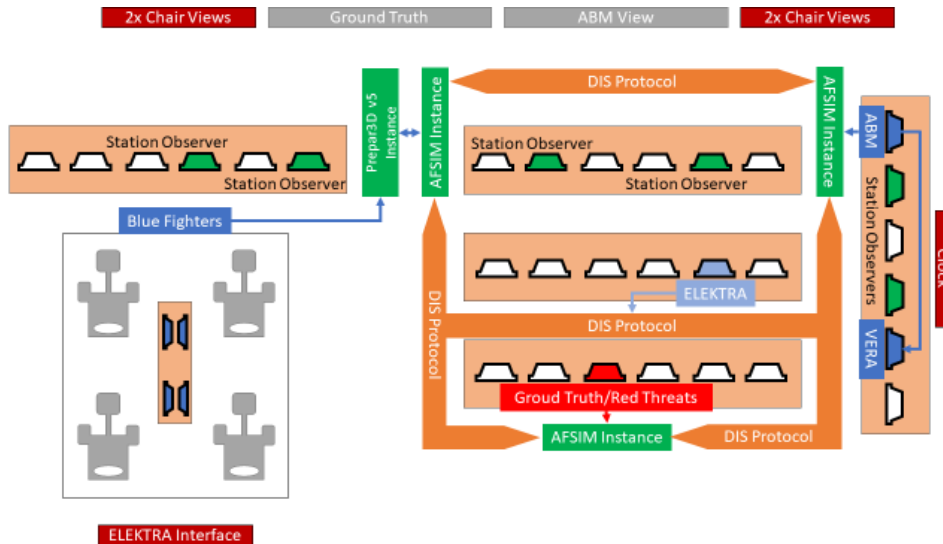 2x Chair Views
Ground Truth
ABM View
2x Chair Views
DIS Protocol
Prepar3D v5
Instance
AFSIM Instance
AFSIM Instance
ABM
Station Observer
Station Observer
Station Observer
Station Observer
Station Observers
Blue Fighters
Clock
ELEKTRA
DIS Protocol
DIS Protocol
VERA
Groud Truth/Red Threats
AFSIM Instance
DIS Protocol
ELEKTRA Interface